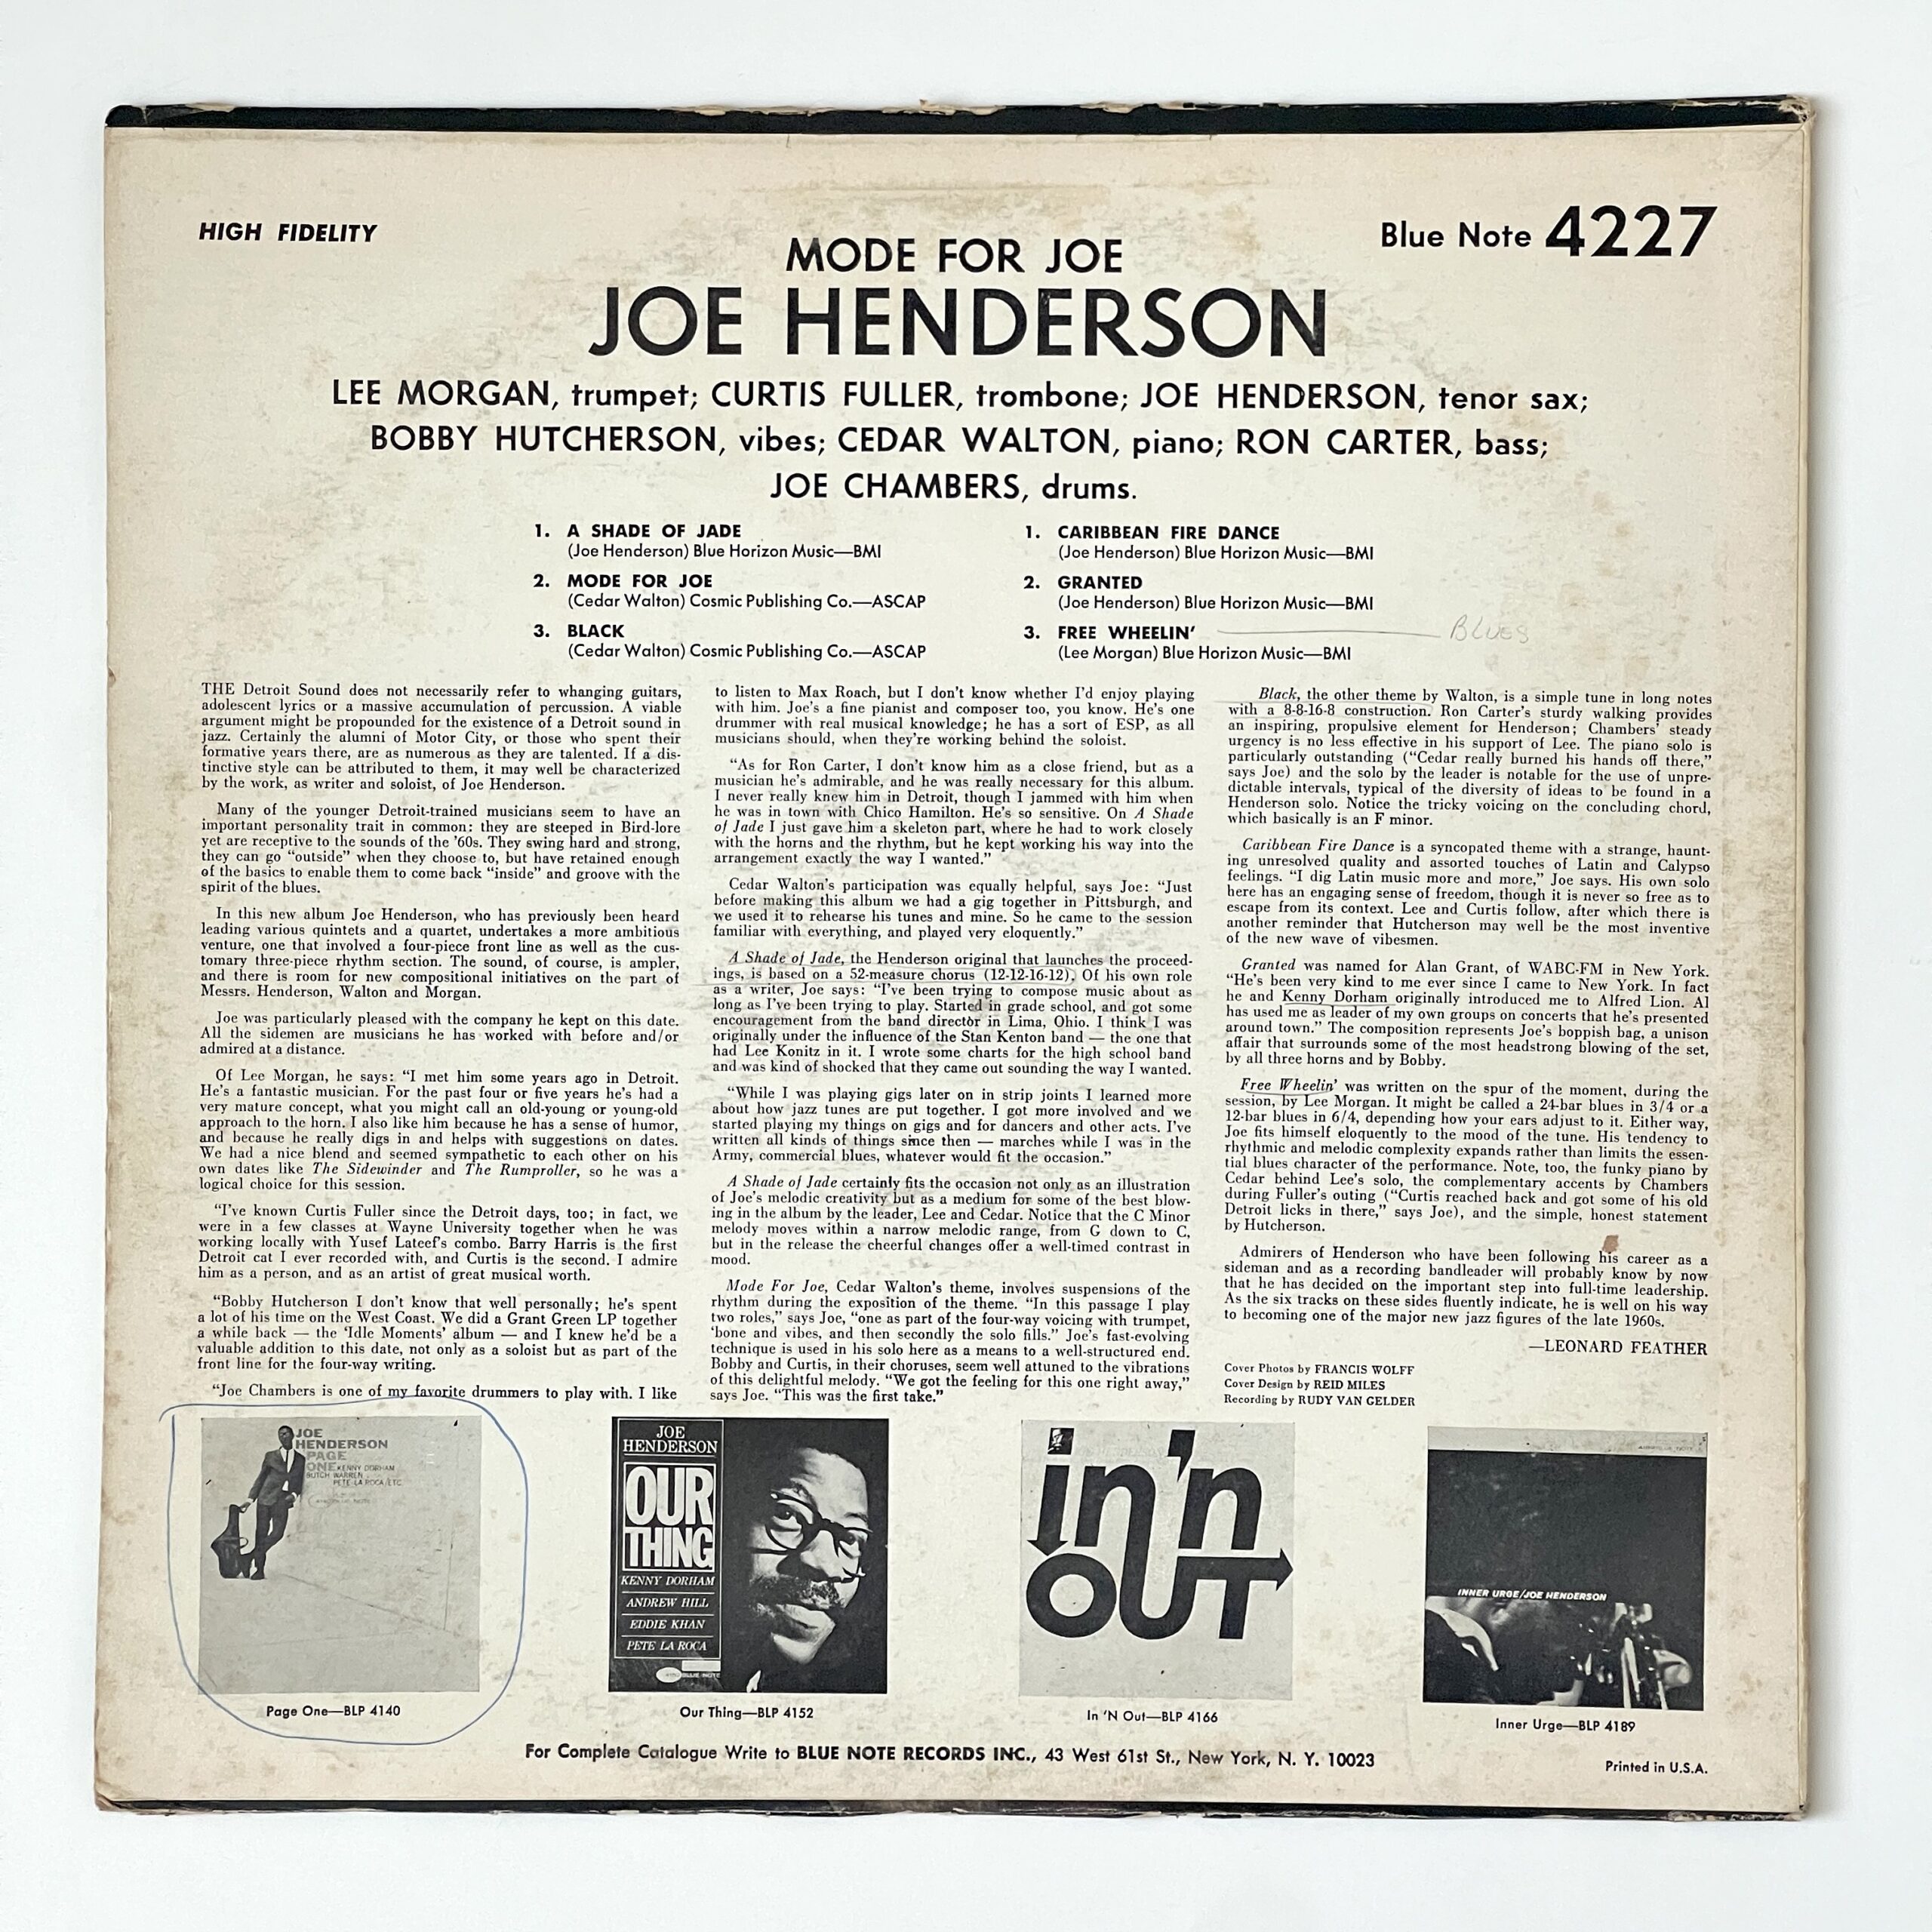 HIGH FIDELITY
Blue Note 4227
MODE FOR JOE
JOE HENDERSON
LEE MORGAN, trumpet; CURTIS FULLER, trombone; JOE HENDERSON, tenor sax;
BOBBY HUTCHERSON, vibes; CEDAR WALTON, piano; RON CARTER, bass;
JOE CHAMBERS, drums.
1. A SHADE OF JADE
(Joe Henderson) Blue Horizon Music—BMI
2. MODE FOR JOE
(Cedar Walton) Cosmic Publishing Co.—ASCAP
3. BLACK
(Cedar Walton) Cosmic Publishing Co.—ASCAP
1. CARIBBEAN FIRE DANCE
(Joe Henderson) Blue Horizon Music—BMI
2. GRANTED
(Joe Henderson) Blue Horizon Music—BMI
3. FREE WHEELIN' BLUES
(Lee Morgan) Blue Horizon Music—BMI
THE Detroit Sound does not necessarily refer to whanging guitars,
adolescent lyrics or a massive accumulation of percussion. A viable
argument might be propounded for the existence of a Detroit sound in
jazz. Certainly the alumni of Motor City, or those who spent their
formative years there, are as numerous as they are talented. If a dis-
tinctive style can be attributed to them, it may well be characterized
by the work, as writer and soloist, of Joe Henderson.
Many of the younger Detroit-trained musicians seem to have an
important personality trait in common: they are steeped in Bird-lore
yet are receptive to the sounds of the '60s. They swing hard and strong,
they can go "outside" when they choose to, but have retained enough
of the basics to enable them to come back "inside" and groove with the
spirit of the blues.
In this new album Joe Henderson, who has previously been heard
leading various quintets and a quartet, undertakes a more ambitious
venture, one that involved a four-piece front line as well as the cus-
tomary three-piece rhythm section. The sound, of course, is ampler,
and there is room for new compositional initiatives on the part of
Messrs. Henderson, Walton and Morgan.
Joe was particularly pleased with the company he kept on this date.
All the sidemen are musicians he has worked with before and/or
admired at a distance.
Of Lee Morgan, he says: "I met him some years ago in Detroit.
He's a fantastic musician. For the past four or five years he's had a
very mature concept, what you might call an old-young or young-old
approach to the horn. I also like him because he has a sense of humor,
and because he really digs in and helps with suggestions on dates.
We had a nice blend and seemed sympathetic to each other on his
own dates like The Sidewinder and The Rumproller, so he was a
logical choice for this session.
"I've known Curtis Fuller since the Detroit days, too; in fact, we
were in a few classes at Wayne University together when he was
working locally with Yusef Lateef's combo. Barry Harris is the first
Detroit cat I ever recorded with, and Curtis is the second. I admire
him as a person, and as an artist of great musical worth.
"Bobby Hutcherson I don't know that well personally; he's spent
a lot of his time on the West Coast. We did a Grant Green LP together
a while back — the 'Idle Moments' album — and I knew he'd be a
valuable addition to this date, not only as a soloist but as part of the
front line for the four-way writing.
"Joe Chambers is one of my favorite drummers to play with. I like
to listen to Max Roach, but I don't know whether I'd enjoy playing
with him. Joe's a fine pianist and composer too, you know. He's one
drummer with real musical knowledge; he has a sort of ESP, as all
musicians should, when they're working behind the soloist.
"As for Ron Carter, I don't know him as a close friend, but as a
musician he's admirable, and he was really necessary for this album.
I never really knew him in Detroit, though I jammed with him when
he was in town with Chico Hamilton. He's so sensitive. On A Shade
of Jade I just gave him a skeleton part, where he had to work closely
with the horns and the rhythm, but he kept working his way into the
arrangement exactly the way I wanted."
Cedar Walton's participation was equally helpful, says Joe: "Just
before making this album we had a gig together in Pittsburgh, and
we used it to rehearse his tunes and mine. So he came to the session
familiar with everything, and played very eloquently."
A Shade of Jade, the Henderson original that launches the proceed-
ings, is based on a 52-measure chorus (12-12-16-12). Of his own role
as a writer, Joe says: "I've been trying to compose music about as
long as I've been trying to play. Started in grade school, and got some
encouragement from the band director in Lima, Ohio. I think I was
originally under the influence of the Stan Kenton band — the one that
had Lee Konitz in it. I wrote some charts for the high school band
and was kind of shocked that they came out sounding the way I wanted.
"While I was playing gigs later on in strip joints I learned more
about how jazz tunes are put together. I got more involved and we
started playing my things on gigs and for dancers and other acts. I've
written all kinds of things since then — marches while I was in the
Army, commercial blues, whatever would fit the occasion."
A Shade of Jade certainly fits the occasion not only as an illustration
of Joe's melodic creativity but as a medium for some of the best blow-
ing in the album by the leader, Lee and Cedar. Notice that the C Minor
melody moves within a narrow melodic range, from G down to C,
but in the release the cheerful changes offer a well-timed contrast in
mood.
Mode For Joe, Cedar Walton's theme, involves suspensions of the
rhythm during the exposition of the theme. "In this passage I play
two roles," says Joe, "one as part of the four-way voicing with trumpet,
'bone and vibes, and then secondly the solo fills." Joe's fast-evolving
technique is used in his solo here as a means to a well-structured end.
Bobby and Curtis, in their choruses, seem well attuned to the vibrations
of this delightful melody. "We got the feeling for this one right away,"
says Joe. "This was the first take."
Black, the other theme by Walton, is a simple tune in long notes
with a 8-8-16-8 construction. Ron Carter's sturdy walking provides
an inspiring, propulsive element for Henderson; Chambers' steady
urgency is no less effective in his support of Lee. The piano solo is
particularly outstanding ("Cedar really burned his hands off there,"
says Joe) and the solo by the leader is notable for the use of unpre-
dictable intervals, typical of the diversity of ideas to be found in a
Henderson solo. Notice the tricky voicing on the concluding chord,
which basically is an F minor.
Caribbean Fire Dance is a syncopated theme with a strange, haunt-
ing unresolved quality and assorted touches of Latin and Calypso
feelings. "I dig Latin music more and more," Joe says. His own solo
here has an engaging sense of freedom, though it is never so free as to
escape from its context. Lee and Curtis follow, after which there is
another reminder that Hutcherson may well be the most inventive
of the new wave of vibesmen.
Granted was named for Alan Grant, of WABC-FM in New York.
"He's been very kind to me ever since I came to New York. In fact
he and Kenny Dorham originally introduced me to Alfred Lion. Al
has used me as leader of my own groups on concerts that he's presented
around town." The composition represents Joe's boppish bag, a unison
affair that surrounds some of the most headstrong blowing of the set,
by all three horns and by Bobby.
Free Wheelin' was written on the spur of the moment, during the
session, by Lee Morgan. It might be called a 24-bar blues in 3/4 or a
12-bar blues in 6/4, depending how your ears adjust to it. Either way,
Joe fits himself eloquently to the mood of the tune. His tendency to
rhythmic and melodic complexity expands rather than limits the essen-
tial blues character of the performance. Note, too, the funky piano by
Cedar behind Lee's solo, the complementary accents by Chambers
during Fuller's outing ("Curtis reached back and got some of his old
Detroit licks in there," says Joe), and the simple, honest statement
by Hutcherson.
Admirers of Henderson who have been following his career as a
sideman and as a recording bandleader will probably know by now
that he has decided on the important step into full-time leadership.
As the six tracks on these sides fluently indicate, he is well on his way
to becoming one of the major new jazz figures of the late 1960s.
—LEONARD FEATHER
Cover Photos by FRANCIS WOLFF
Cover Design by REID MILES
Recording by RUDY VAN GELDER
JOE
HENDERSON
PAGE
ONE KENNY DORHAM
BUTCH WARREN
PETE LA ROCA/ETC.
JOE
HENDERSON
OUR
THING
KENNY DORHAM
ANDREW HILL
EDDIE KHAN
PETE LA ROCA
BLUE NOTE
in'n
OUT
INNER URGE/JOE HENDERSON
Page One—BLP 4140
Our Thing—BLP 4152
In 'N Out—BLP 4166
Inner Urge—BLP 4189
For Complete Catalogue Write to BLUE NOTE RECORDS INC., 43 West 61st St., New York, N. Y. 10023
Printed in U.S.A.